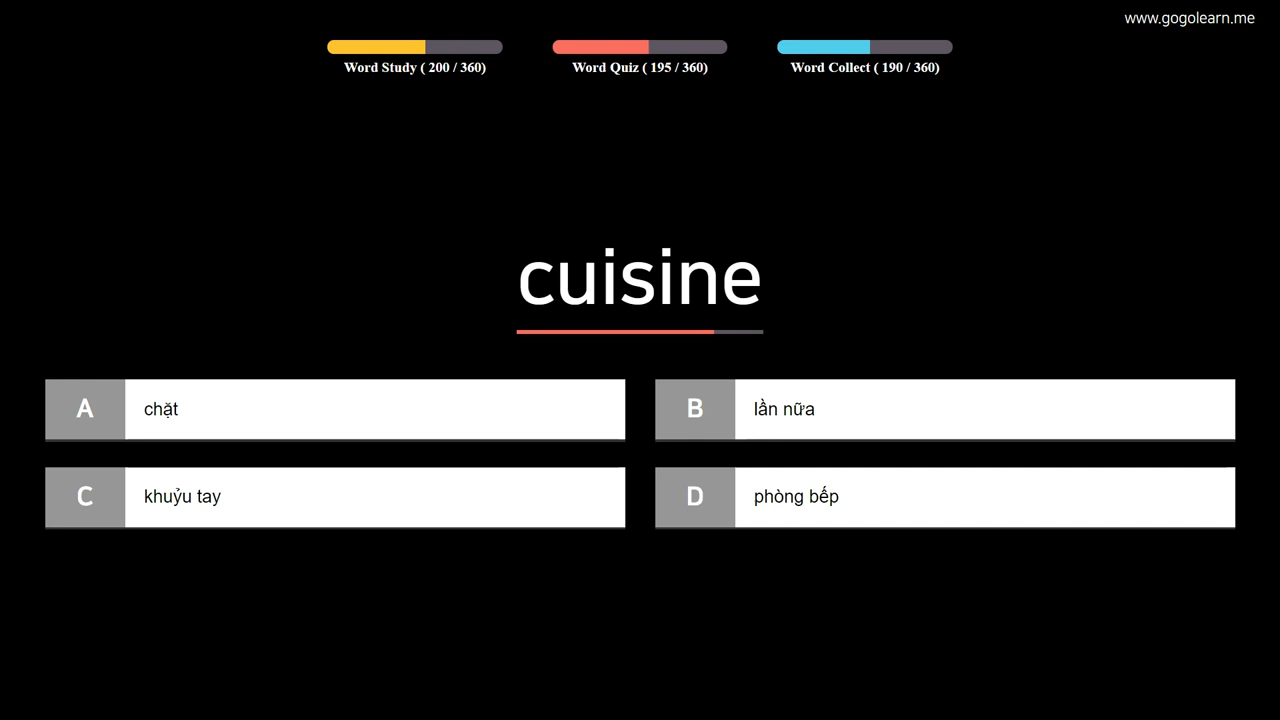 www.gogolearn.me
Word Study ( 200 / 360)
Word Quiz ( 195 / 360)
Word Collect ( 190 / 360)
cuisine
A chặt
B lần nữa
C khuỷu tay
D phòng bếp